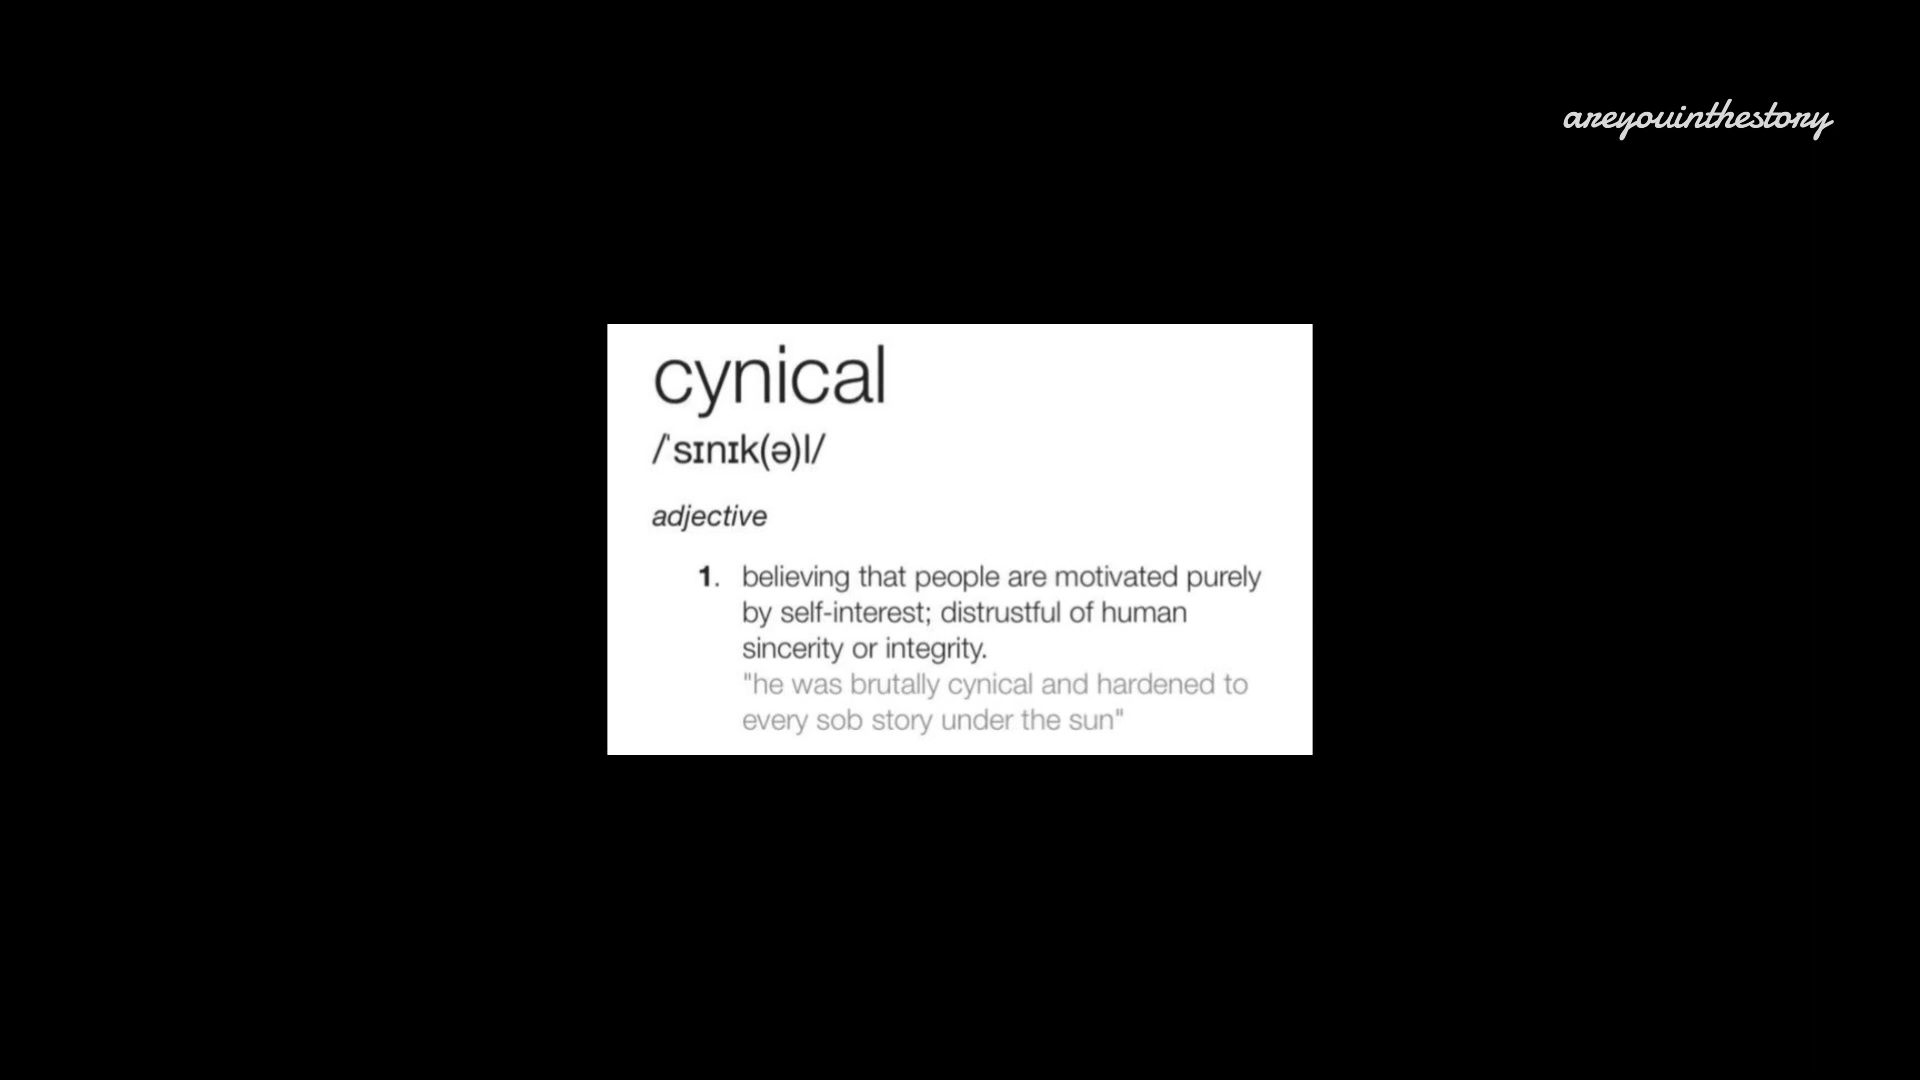 areyouinthestory
cynical
/ˈsɪnɪk(ə)l/
adjective
1. believing that people are motivated purely
by self-interest; distrustful of human
sincerity or integrity.
"he was brutally cynical and hardened to
every sob story under the sun"